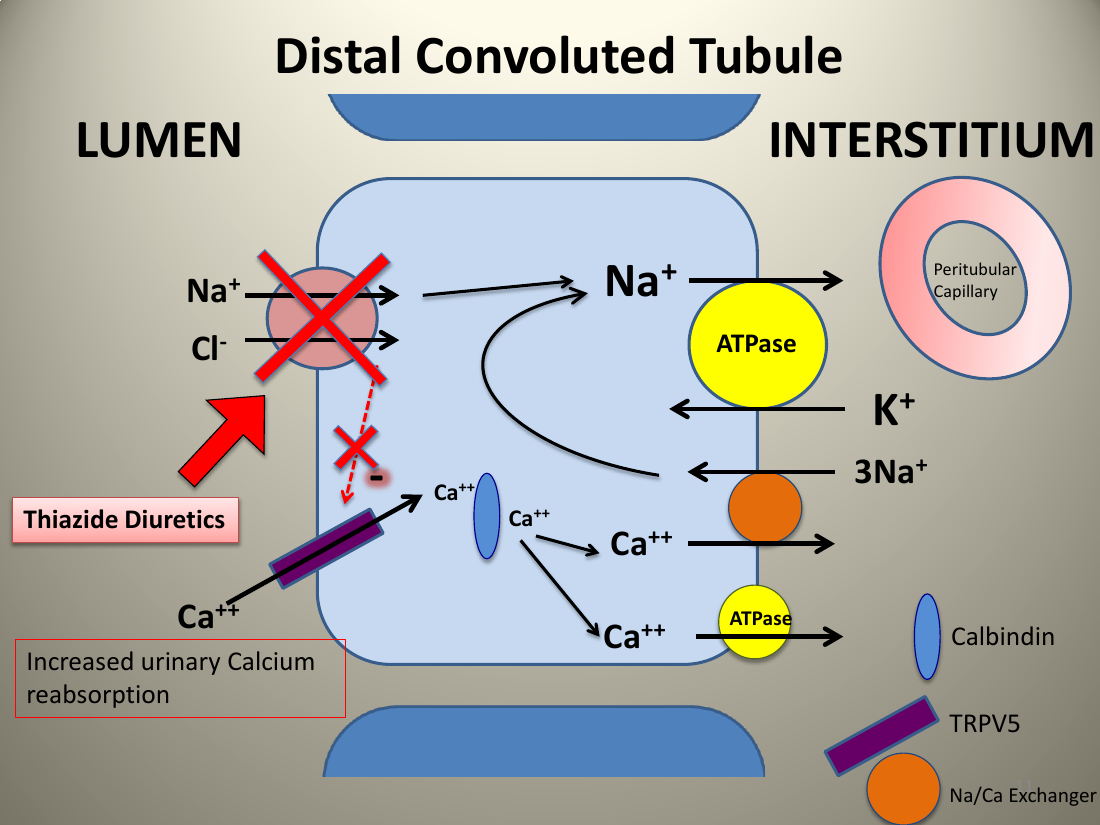 Distal Convoluted Tubule
LUMEN
INTERSTITIUM
Peritubular
Capillary
Na⁺
Cl⁻
Na⁺
ATPase
K⁺
3Na⁺
Thiazide Diuretics
-
Ca⁺⁺
Ca⁺⁺
Ca⁺⁺
Ca⁺⁺
ATPase
Ca⁺⁺
Increased urinary Calcium
reabsorption
Calbindin
TRPV5
Na/Ca Exchanger